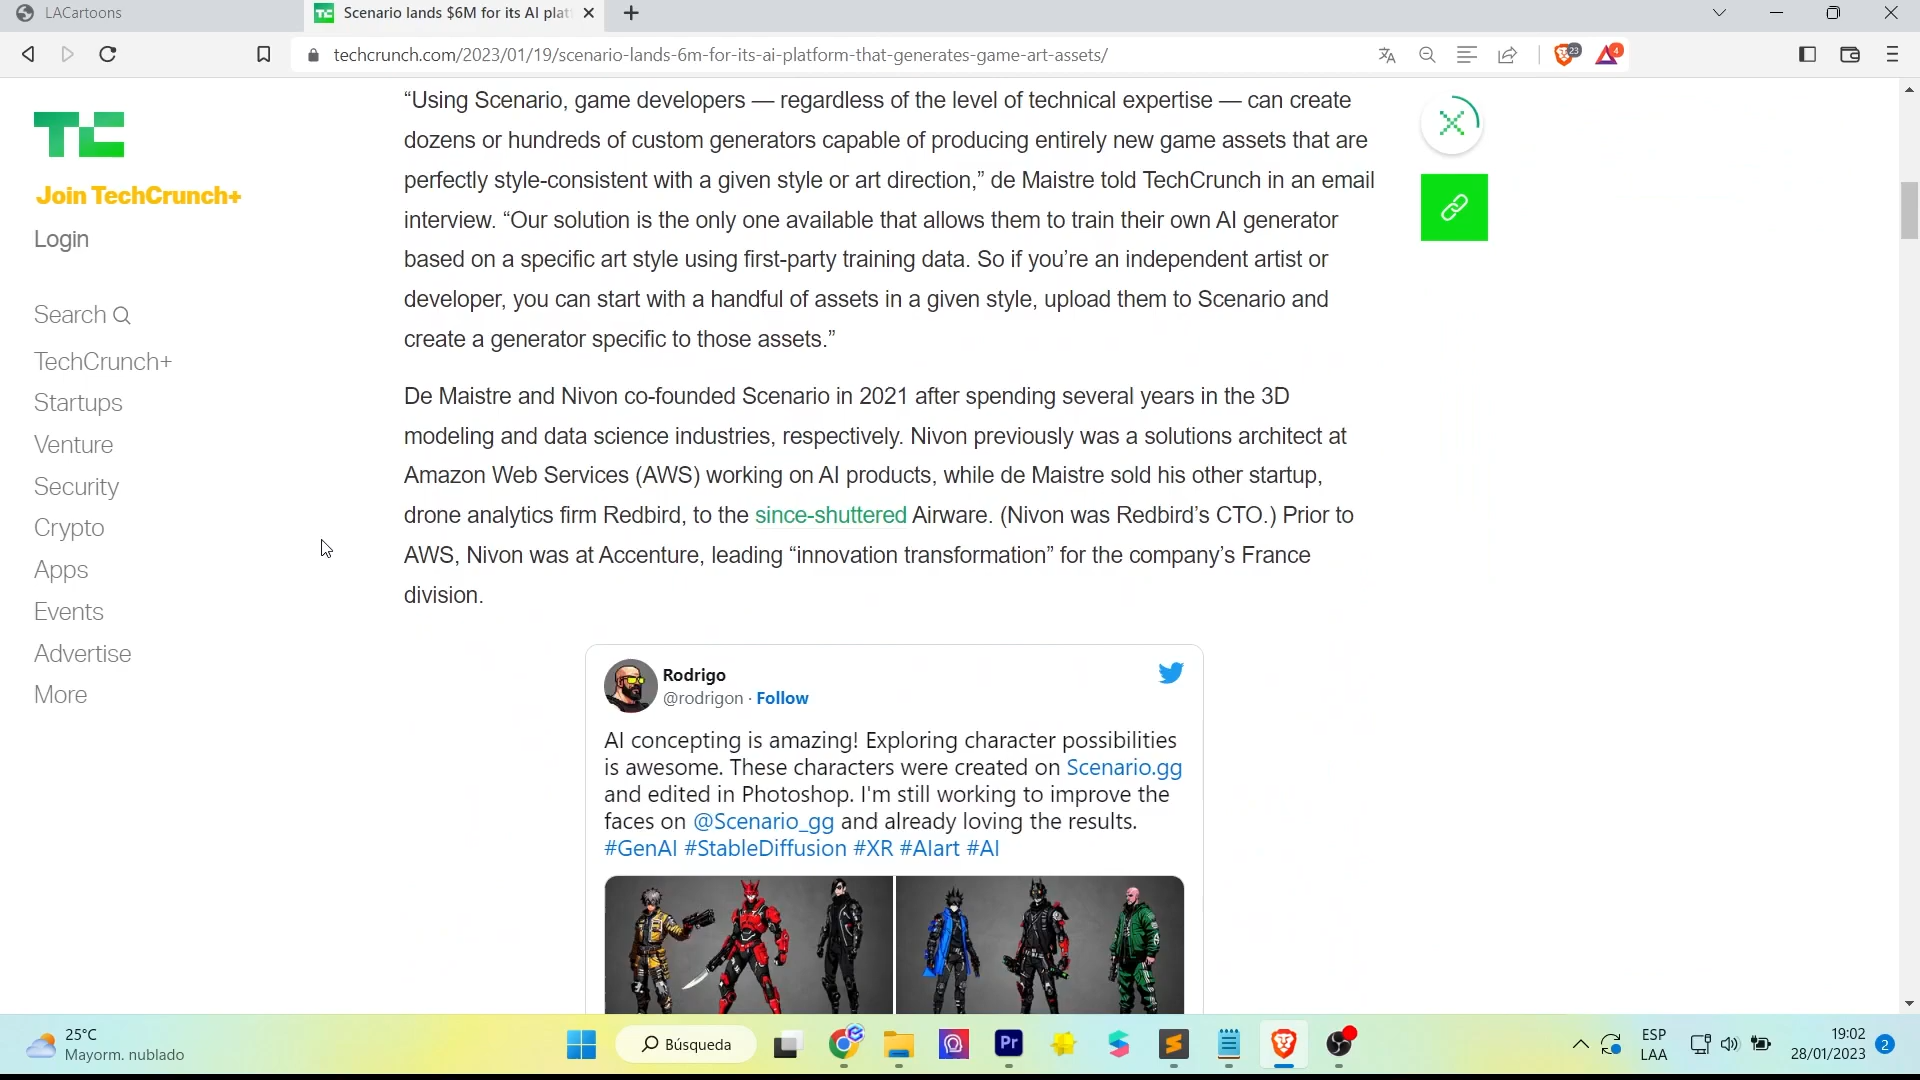 LACartoons
Scenario lands $6M for its AI plat
techcrunch.com/2023/01/19/scenario-lands-6m-for-its-ai-platform-that-generates-game-art-assets/
23
4
TC
Join TechCrunch+
Login
Search
TechCrunch+
Startups
Venture
Security
Crypto
Apps
Events
Advertise
More
“Using Scenario, game developers — regardless of the level of technical expertise — can create
dozens or hundreds of custom generators capable of producing entirely new game assets that are
perfectly style-consistent with a given style or art direction,” de Maistre told TechCrunch in an email
interview. “Our solution is the only one available that allows them to train their own AI generator
based on a specific art style using first-party training data. So if you’re an independent artist or
developer, you can start with a handful of assets in a given style, upload them to Scenario and
create a generator specific to those assets.”
De Maistre and Nivon co-founded Scenario in 2021 after spending several years in the 3D
modeling and data science industries, respectively. Nivon previously was a solutions architect at
Amazon Web Services (AWS) working on AI products, while de Maistre sold his other startup,
drone analytics firm Redbird, to the since-shuttered Airware. (Nivon was Redbird’s CTO.) Prior to
AWS, Nivon was at Accenture, leading “innovation transformation” for the company’s France
division.
Rodrigo
@rodrigon · Follow
AI concepting is amazing! Exploring character possibilities
is awesome. These characters were created on Scenario.gg
and edited in Photoshop. I'm still working to improve the
faces on @Scenario_gg and already loving the results.
#GenAI #StableDiffusion #XR #AIart #AI
25°C
Mayorm. nublado
Búsqueda
Pr
ESP
LAA
19:02
28/01/2023
2